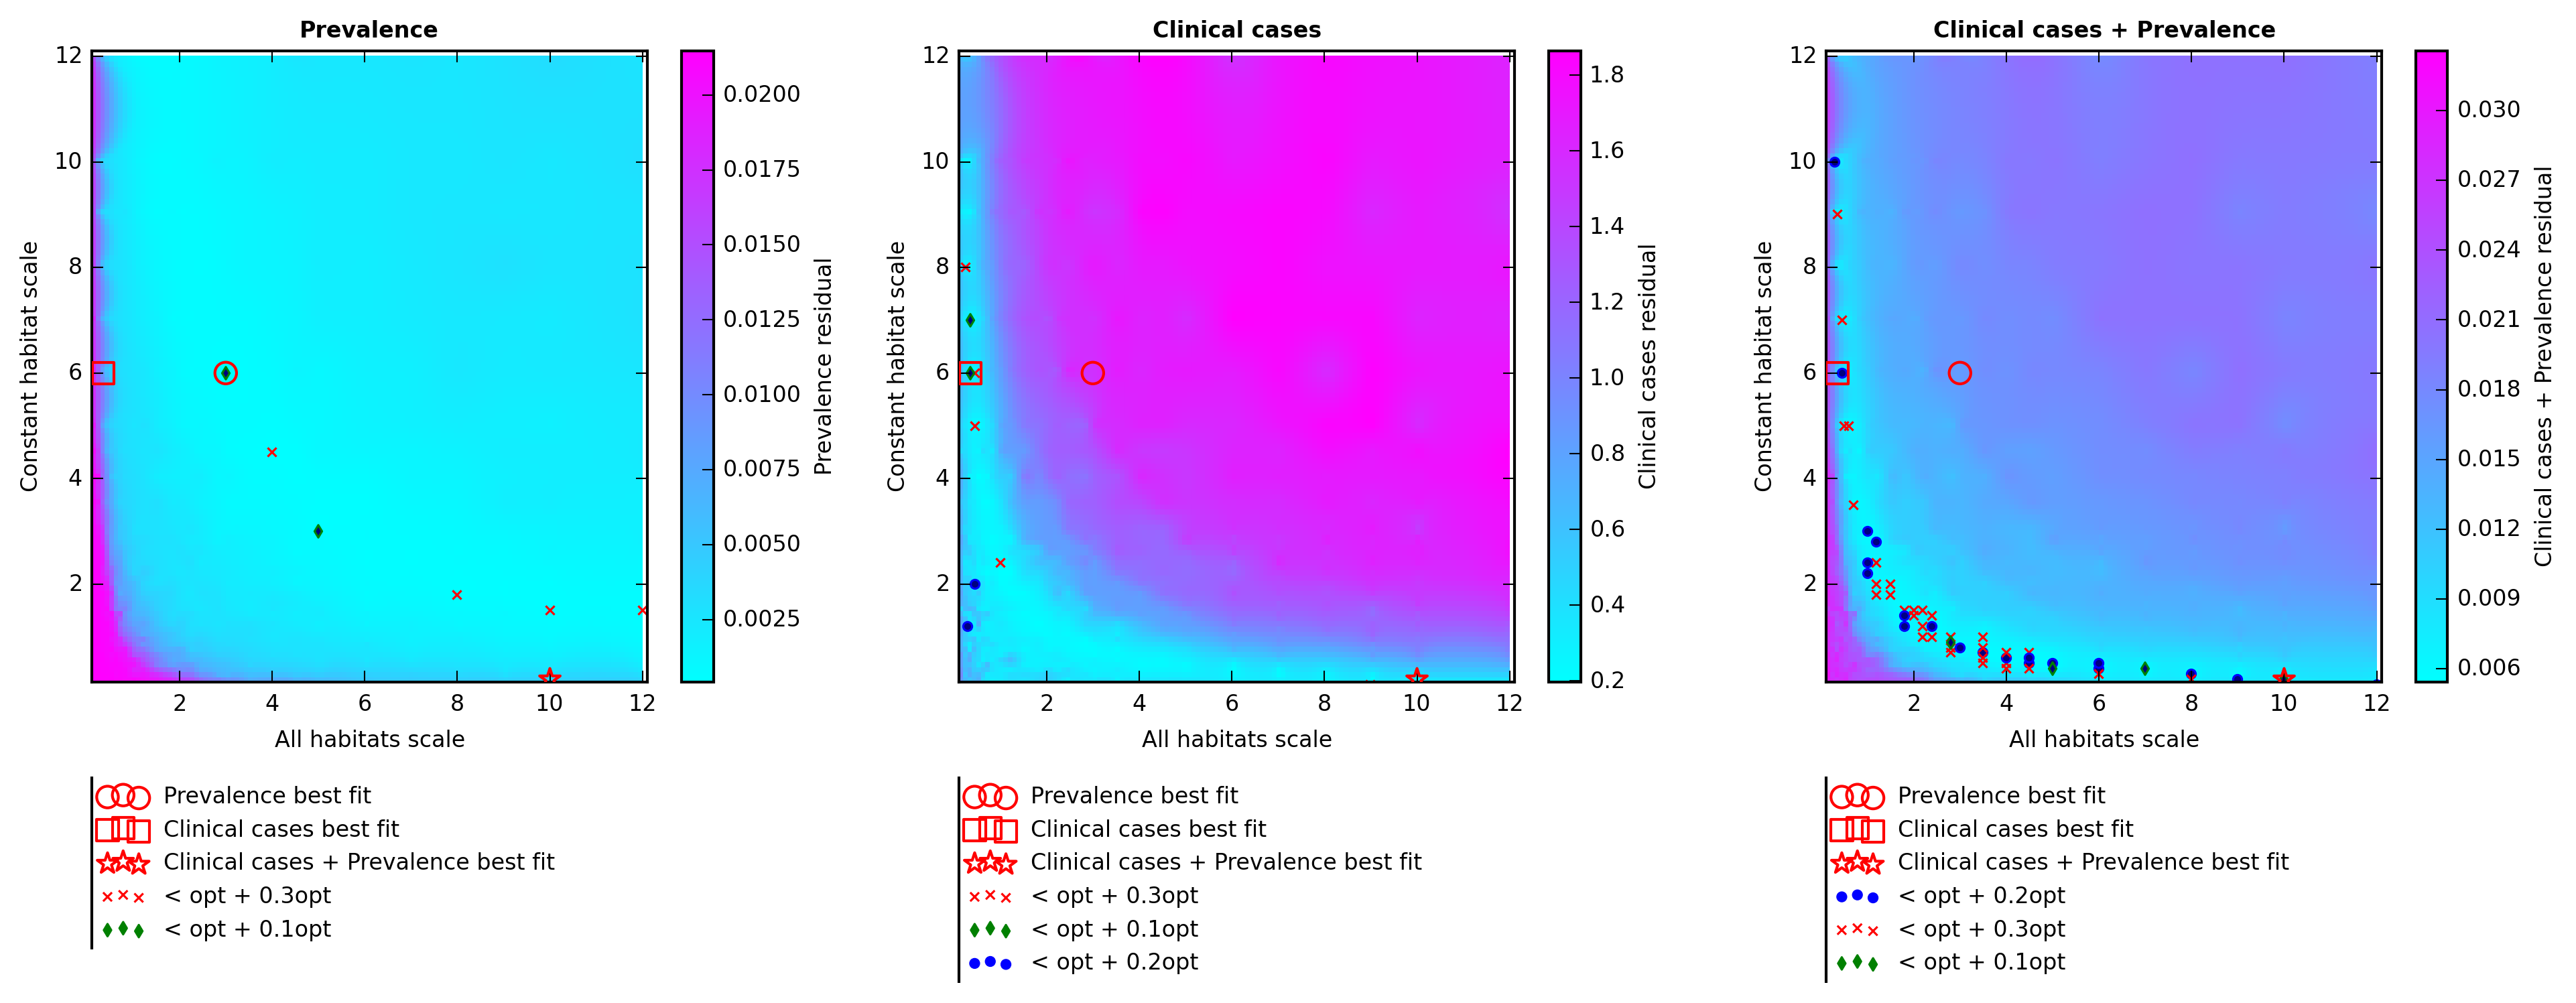 Prevalence
12
10
8
6
4
2
2
4
6
8
10
12
Constant habitat scale
All habitats scale
0.0200
0.0175
0.0150
0.0125
0.0100
0.0075
0.0050
0.0025
Prevalence residual
Prevalence best fit
Clinical cases best fit
Clinical cases + Prevalence best fit
< opt + 0.3opt
< opt + 0.1opt
Clinical cases
12
10
8
6
4
2
2
4
6
8
10
12
Constant habitat scale
All habitats scale
1.8
1.6
1.4
1.2
1.0
0.8
0.6
0.4
0.2
Clinical cases residual
Prevalence best fit
Clinical cases best fit
Clinical cases + Prevalence best fit
< opt + 0.3opt
< opt + 0.1opt
< opt + 0.2opt
Clinical cases + Prevalence
12
10
8
6
4
2
2
4
6
8
10
12
Constant habitat scale
All habitats scale
0.030
0.027
0.024
0.021
0.018
0.015
0.012
0.009
0.006
Clinical cases + Prevalence residual
Prevalence best fit
Clinical cases best fit
Clinical cases + Prevalence best fit
< opt + 0.2opt
< opt + 0.3opt
< opt + 0.1opt